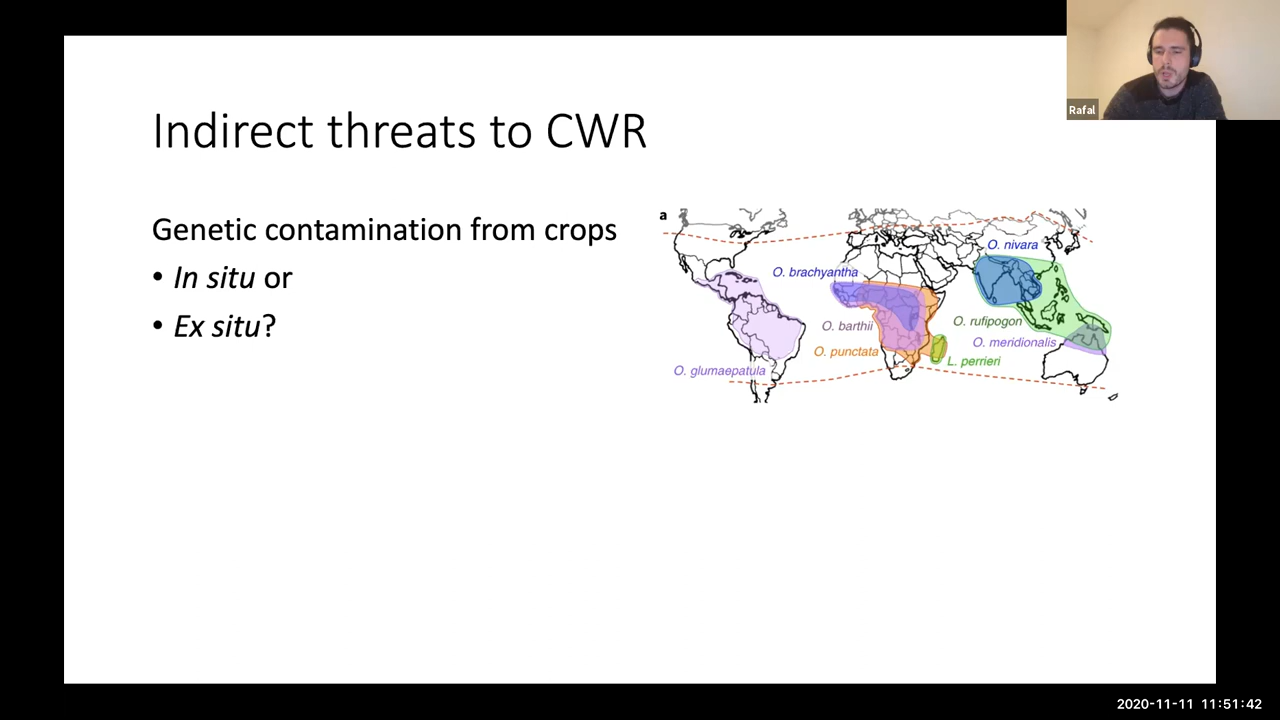 Rafal
Indirect threats to CWR
Genetic contamination from crops
• In situ or
• Ex situ?
a
O. nivara
O. brachyantha
O. barthii
O. rufipogon
O. meridionalis
O. punctata
L. perrieri
O. glumaepatula
2020-11-11 11:51:42